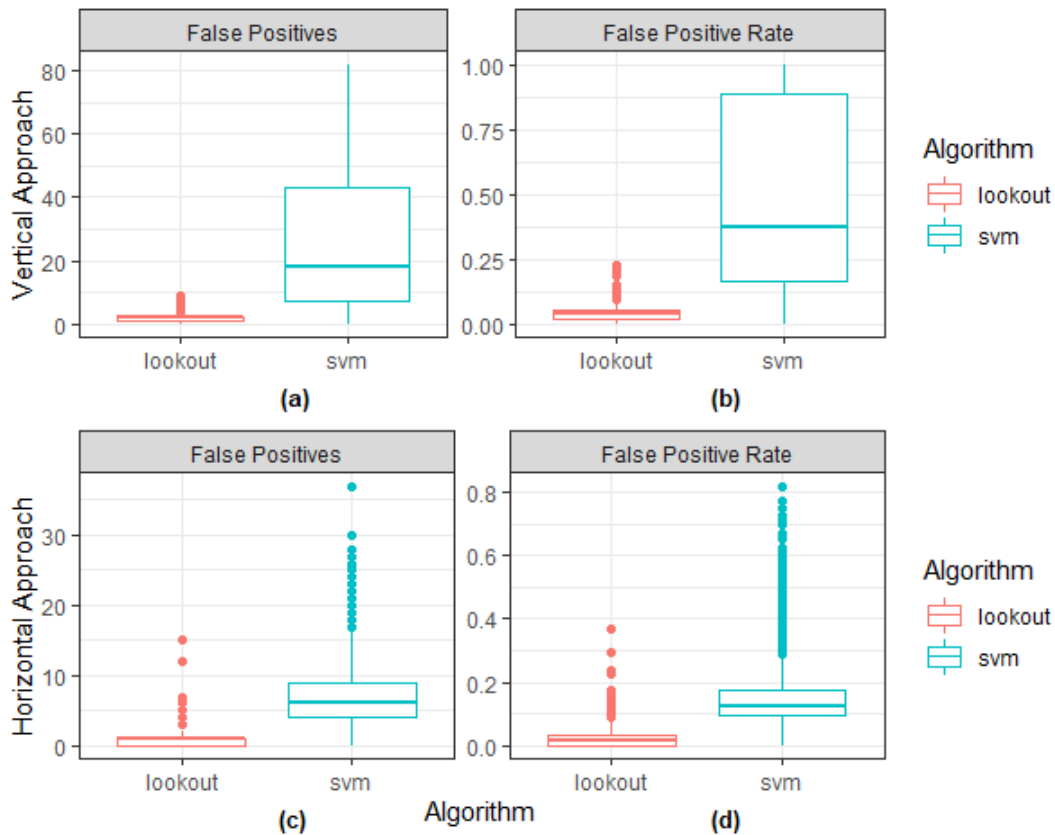 False Positives
False Positive Rate
Vertical Approach
80
60
40
20
0
1.00
0.75
0.50
0.25
0.00
lookout
svm
lookout
svm
(a)
(b)
Algorithm
lookout
svm
False Positives
False Positive Rate
Horizontal Approach
30
20
10
0
0.8
0.6
0.4
0.2
0.0
lookout
svm
lookout
svm
(c)
Algorithm
(d)
Algorithm
lookout
svm